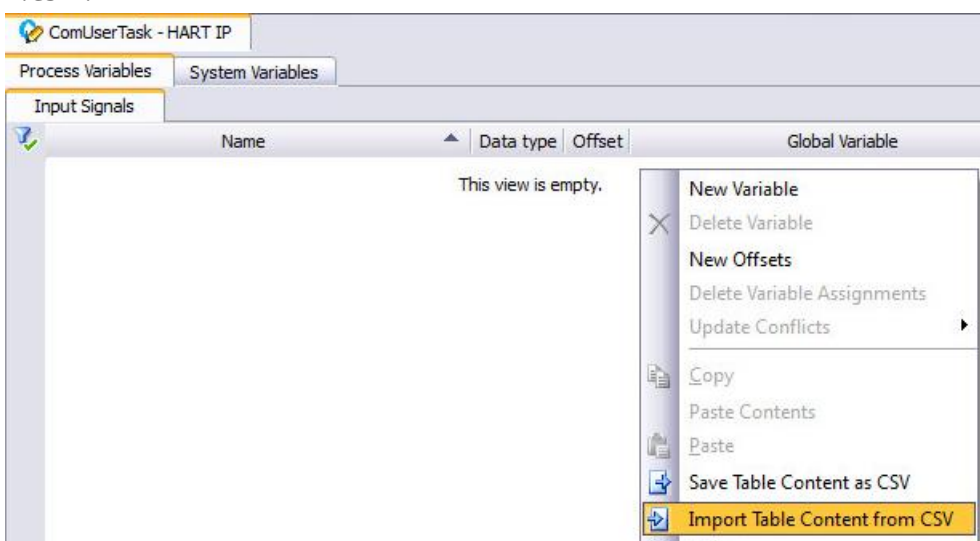 ComUserTask - HART IP
Process Variables System Variables
Input Signals
Name Data type Offset Global Variable
This view is empty.
New Variable
Delete Variable
New Offsets
Delete Variable Assignments
Update Conflicts
Copy
Paste Contents
Paste
Save Table Content as CSV
Import Table Content from CSV